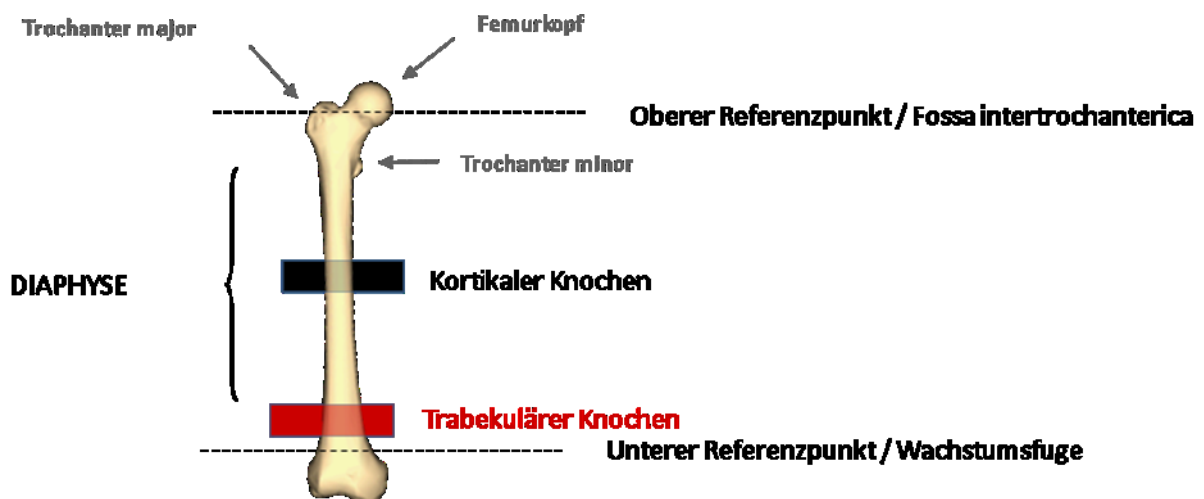 Trochanter major
Femurkopf
Oberer Referenzpunkt / Fossa intertrochanterica
Trochanter minor
DIAPHYSE
Kortikaler Knochen
Trabekulärer Knochen
Unterer Referenzpunkt / Wachstumsfuge